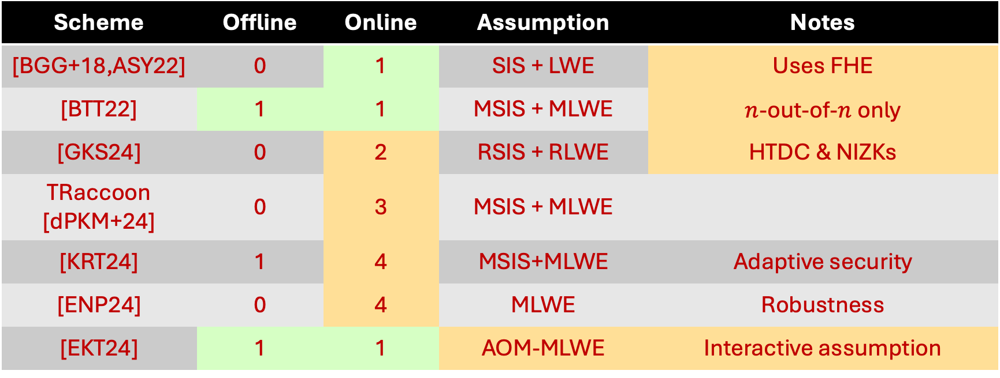 Scheme Offline Online Assumption Notes
[BGG+18,ASY22] 0 1 SIS + LWE Uses FHE
[BTT22] 1 1 MSIS + MLWE n-out-of-n only
[GKS24] 0 2 RSIS + RLWE HTDC & NIZKs
TRaccoon
[dPKM+24] 0 3 MSIS + MLWE
[KRT24] 1 4 MSIS+MLWE Adaptive security
[ENP24] 0 4 MLWE Robustness
[EKT24] 1 1 AOM-MLWE Interactive assumption